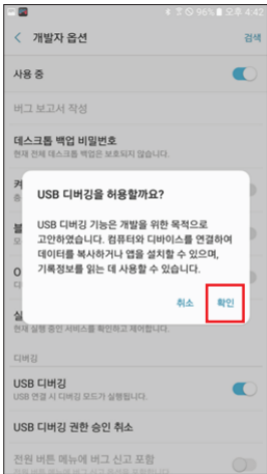 96% 오후 4:42
개발자 옵션
검색
사용 중
버그 보고서 작성
데스크톱 백업 비밀번호
현재 전체 데스크톱 백업은 보호되지 않습니다.
USB 디버깅을 허용할까요?
USB 디버깅 기능은 개발을 위한 목적으로
고안하였습니다. 컴퓨터와 디바이스를 연결하여
데이터를 복사하거나 앱을 설치할 수 있으며,
기록정보를 읽는 데 사용할 수 있습니다.
취소 확인
현재 실행 중인 서비스를 확인하고 제어합니다.
디버깅
USB 디버깅
USB 연결 시 디버깅 모드가 실행됩니다.
USB 디버깅 권한 승인 취소
전원 버튼 메뉴에 버그 신고 포함